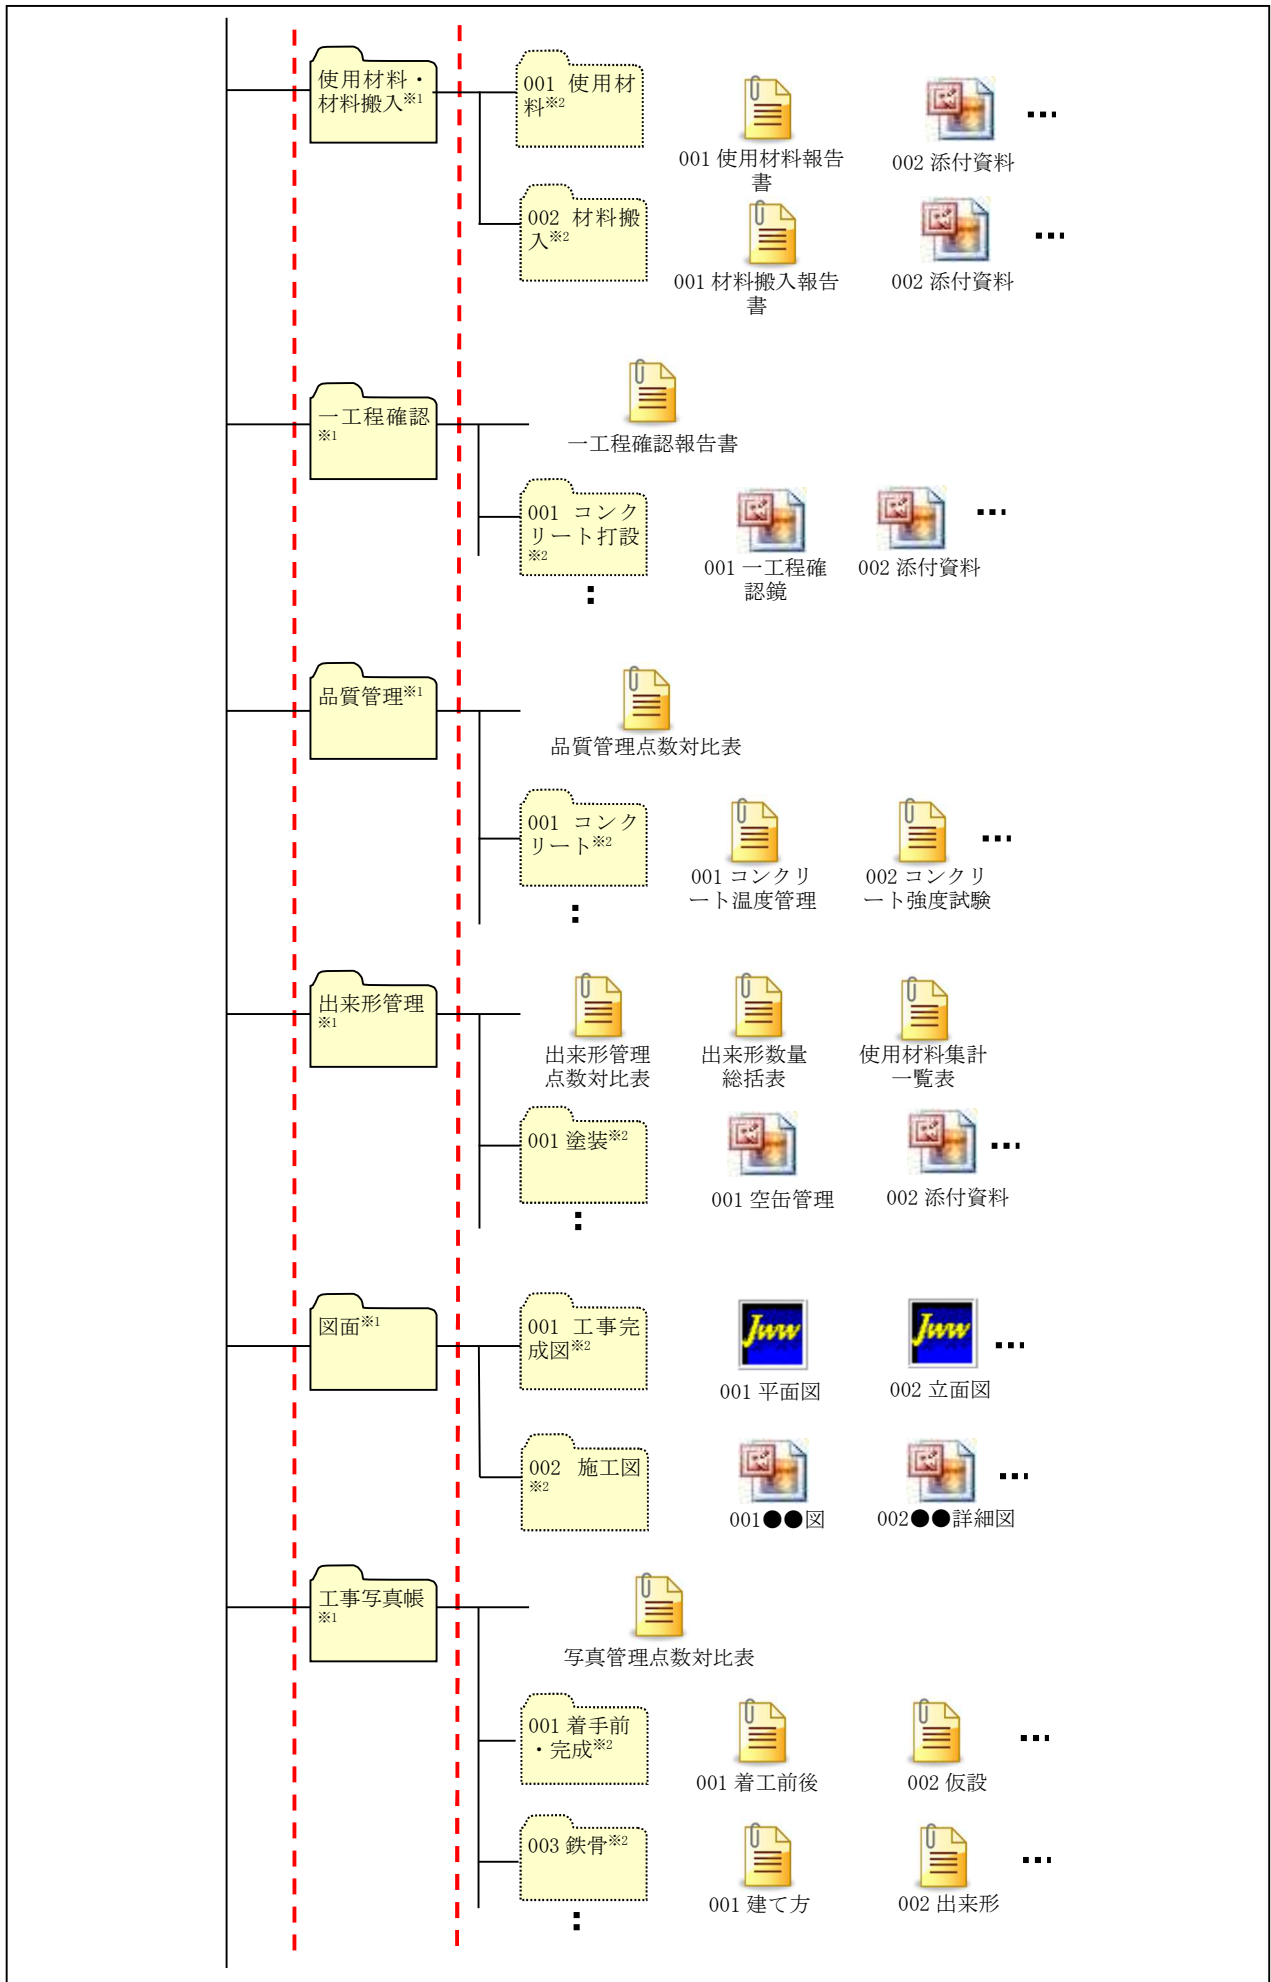 使用材料・
材料搬入※1
001 使用材
料※2
001 使用材料報告
書
002 添付資料
…
002 材料搬
入※2
001 材料搬入報告
書
002 添付資料
…
一工程確認
※1
一工程確認報告書
001 コンク
リート打設
※2
001 一工程確
認鏡
002 添付資料
…
:
品質管理※1
品質管理点数対比表
001 コンク
リート※2
001 コンクリ
ート温度管理
002 コンクリ
ート強度試験
…
:
出来形管理
※1
出来形管理
点数対比表
出来形数量
総括表
使用材料集計
一覧表
001 塗装※2
001 空缶管理
002 添付資料
…
:
図面※1
001 工事完
成図※2
Jww
001 平面図
Jww
002 立面図
…
002 施工図
※2
001●●図
002●●詳細図
…
工事写真帳
※1
写真管理点数対比表
001 着手前
・完成※2
001 着工前後
002 仮設
…
003 鉄骨※2
001 建て方
002 出来形
…
: